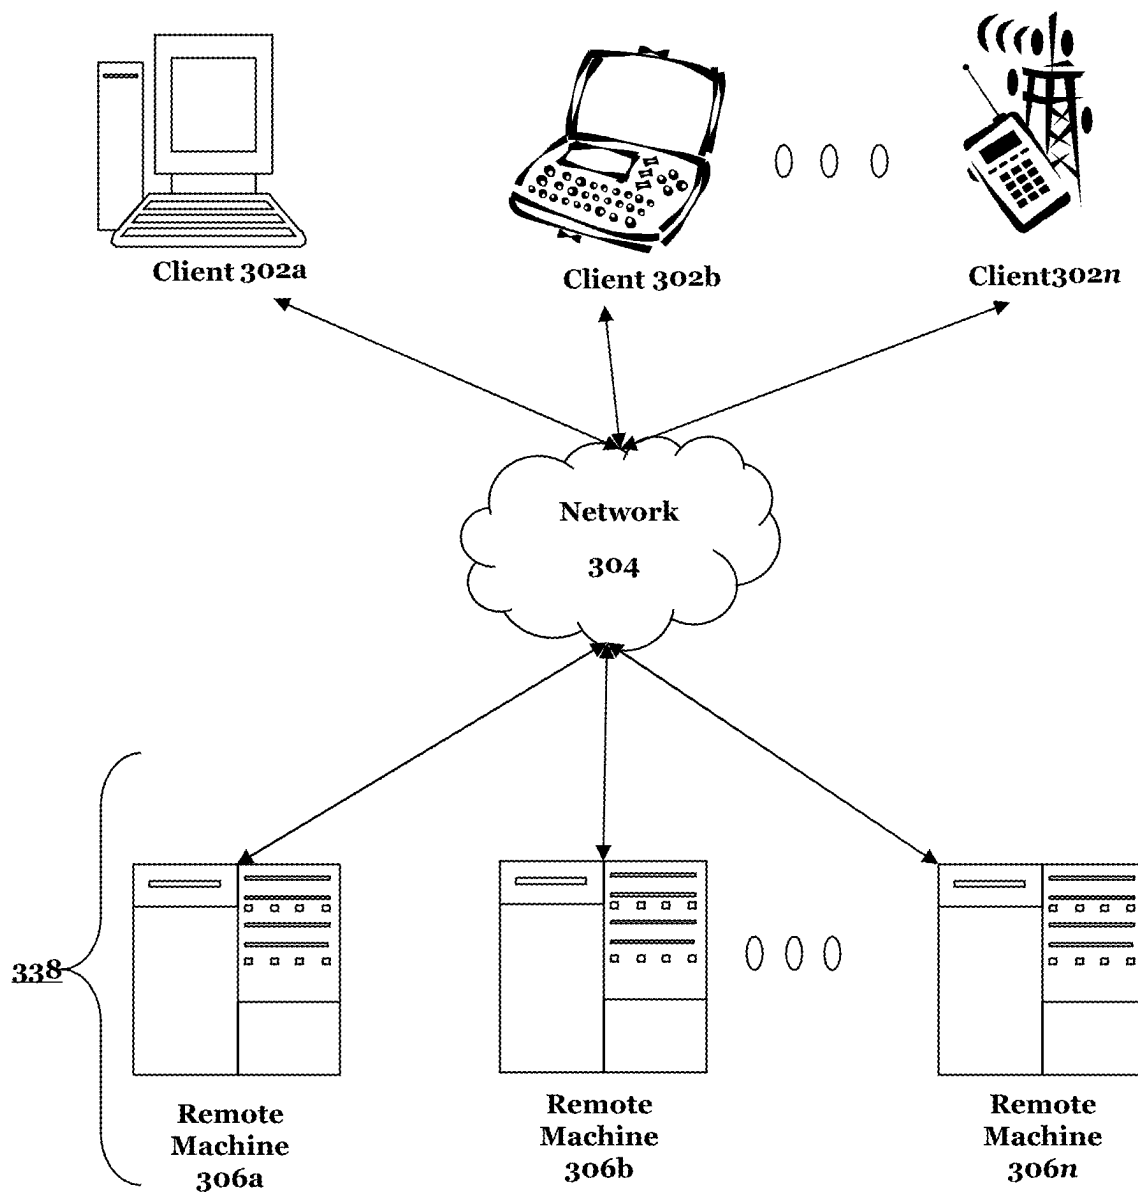 Client 302a
Client 302b
Client302n
Network
304
338
Remote
Machine
306a
Remote
Machine
306b
Remote
Machine
306n